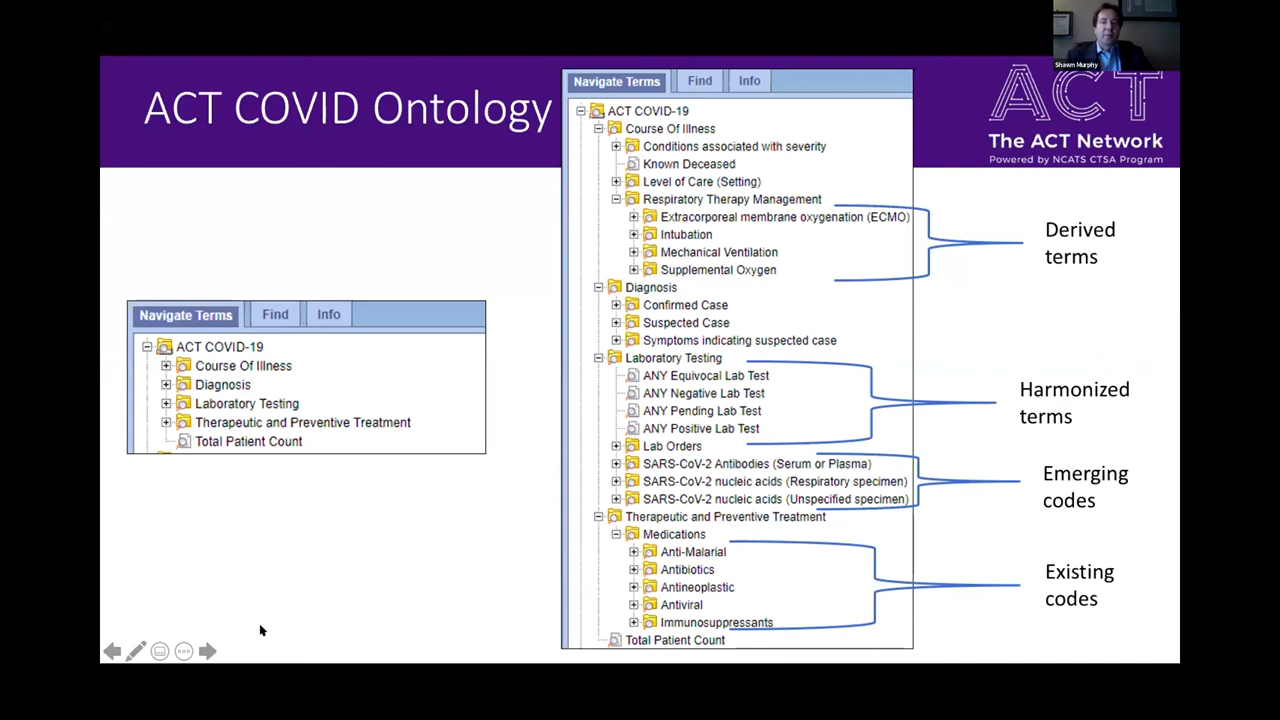 Shawn Murphy
ACT COVID Ontology
ACT
The ACT Network
Powered by NCATS CTSA Program
Navigate Terms Find Info
ACT COVID-19
Course Of Illness
Diagnosis
Laboratory Testing
Therapeutic and Preventive Treatment
Total Patient Count
Navigate Terms Find Info
ACT COVID-19
Course Of Illness
Conditions associated with severity
Known Deceased
Level of Care (Setting)
Respiratory Therapy Management
Extracorporeal membrane oxygenation (ECMO)
Intubation
Mechanical Ventilation
Supplemental Oxygen
Diagnosis
Confirmed Case
Suspected Case
Symptoms indicating suspected case
Laboratory Testing
ANY Equivocal Lab Test
ANY Negative Lab Test
ANY Pending Lab Test
ANY Positive Lab Test
Lab Orders
SARS-CoV-2 Antibodies (Serum or Plasma)
SARS-CoV-2 nucleic acids (Respiratory specimen)
SARS-CoV-2 nucleic acids (Unspecified specimen)
Therapeutic and Preventive Treatment
Medications
Anti-Malarial
Antibiotics
Antineoplastic
Antiviral
Immunosuppressants
Total Patient Count
Derived
terms
Harmonized
terms
Emerging
codes
Existing
codes